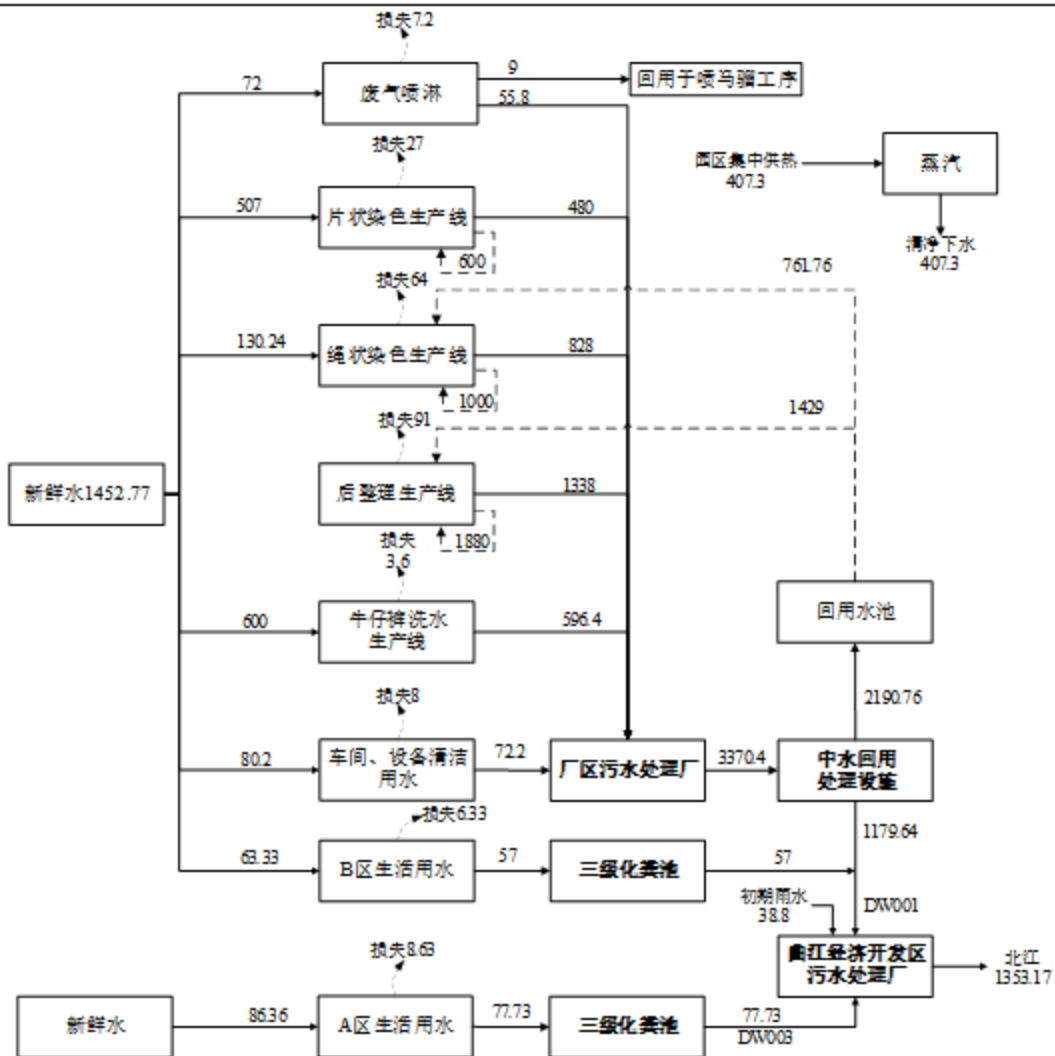 损失7.2
72
废气喷淋
9
回用于喷马骝工序
55.8
损失27
园区集中供热
407.3
蒸汽
507
片状染色生产线
480
600
清净下水
407.3
损失64
761.76
130.24
绳状染色生产线
828
1000
损失91
1429
新鲜水1452.77
后整理生产线
1338
1880
损失
3.6
600
牛仔裤洗水
生产线
596.4
回用水池
损失8
2190.76
80.2
车间、设备清洁
用水
72.2
厂区污水处理厂
3370.4
中水回用
处理设施
损失6.33
1179.64
63.33
B区生活用水
57
三级化粪池
57
初期雨水
38.8
DW001
损失8.63
曲江经济开发区
污水处理厂
北江
1353.17
新鲜水
86.36
A区生活用水
77.73
三级化粪池
77.73
DW003